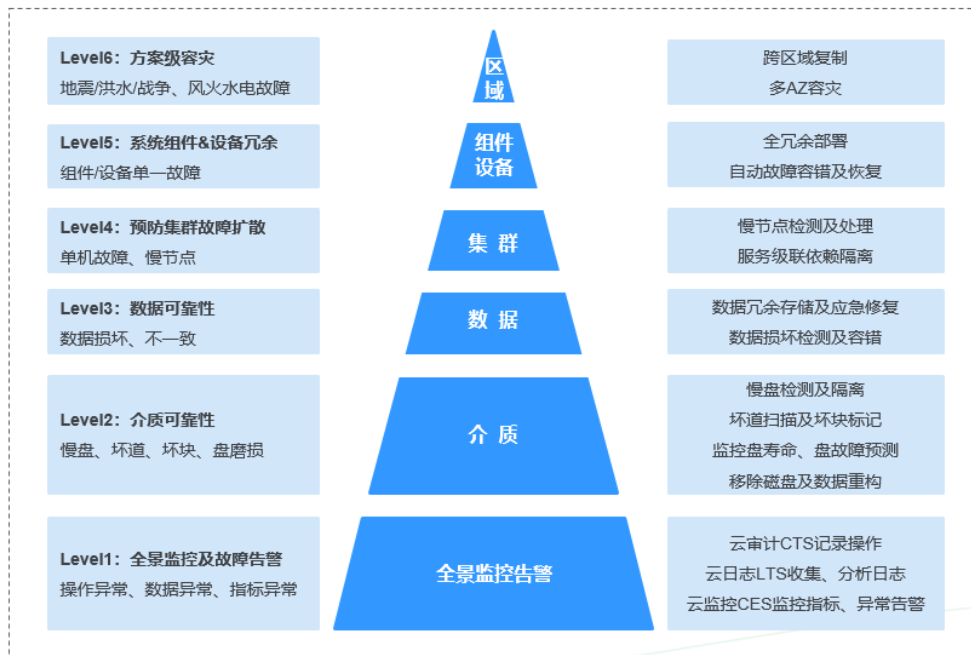 Level6：方案级容灾
地震/洪水/战争、风火水电故障
区
域
跨区域复制
多AZ容灾
Level5：系统组件&设备冗余
组件/设备单一故障
组件
设备
全冗余部署
自动故障容错及恢复
Level4：预防集群故障扩散
单机故障、慢节点
集 群
慢节点检测及处理
服务级联依赖隔离
Level3：数据可靠性
数据损坏、不一致
数 据
数据冗余存储及应急修复
数据损坏检测及容错
Level2：介质可靠性
慢盘、坏道、坏块、盘磨损
介 质
慢盘检测及隔离
坏道扫描及坏块标记
监控盘寿命、盘故障预测
移除磁盘及数据重构
Level1：全景监控及故障告警
操作异常、数据异常、指标异常
全景监控告警
云审计CTS记录操作
云日志LTS收集、分析日志
云监控CES监控指标、异常告警